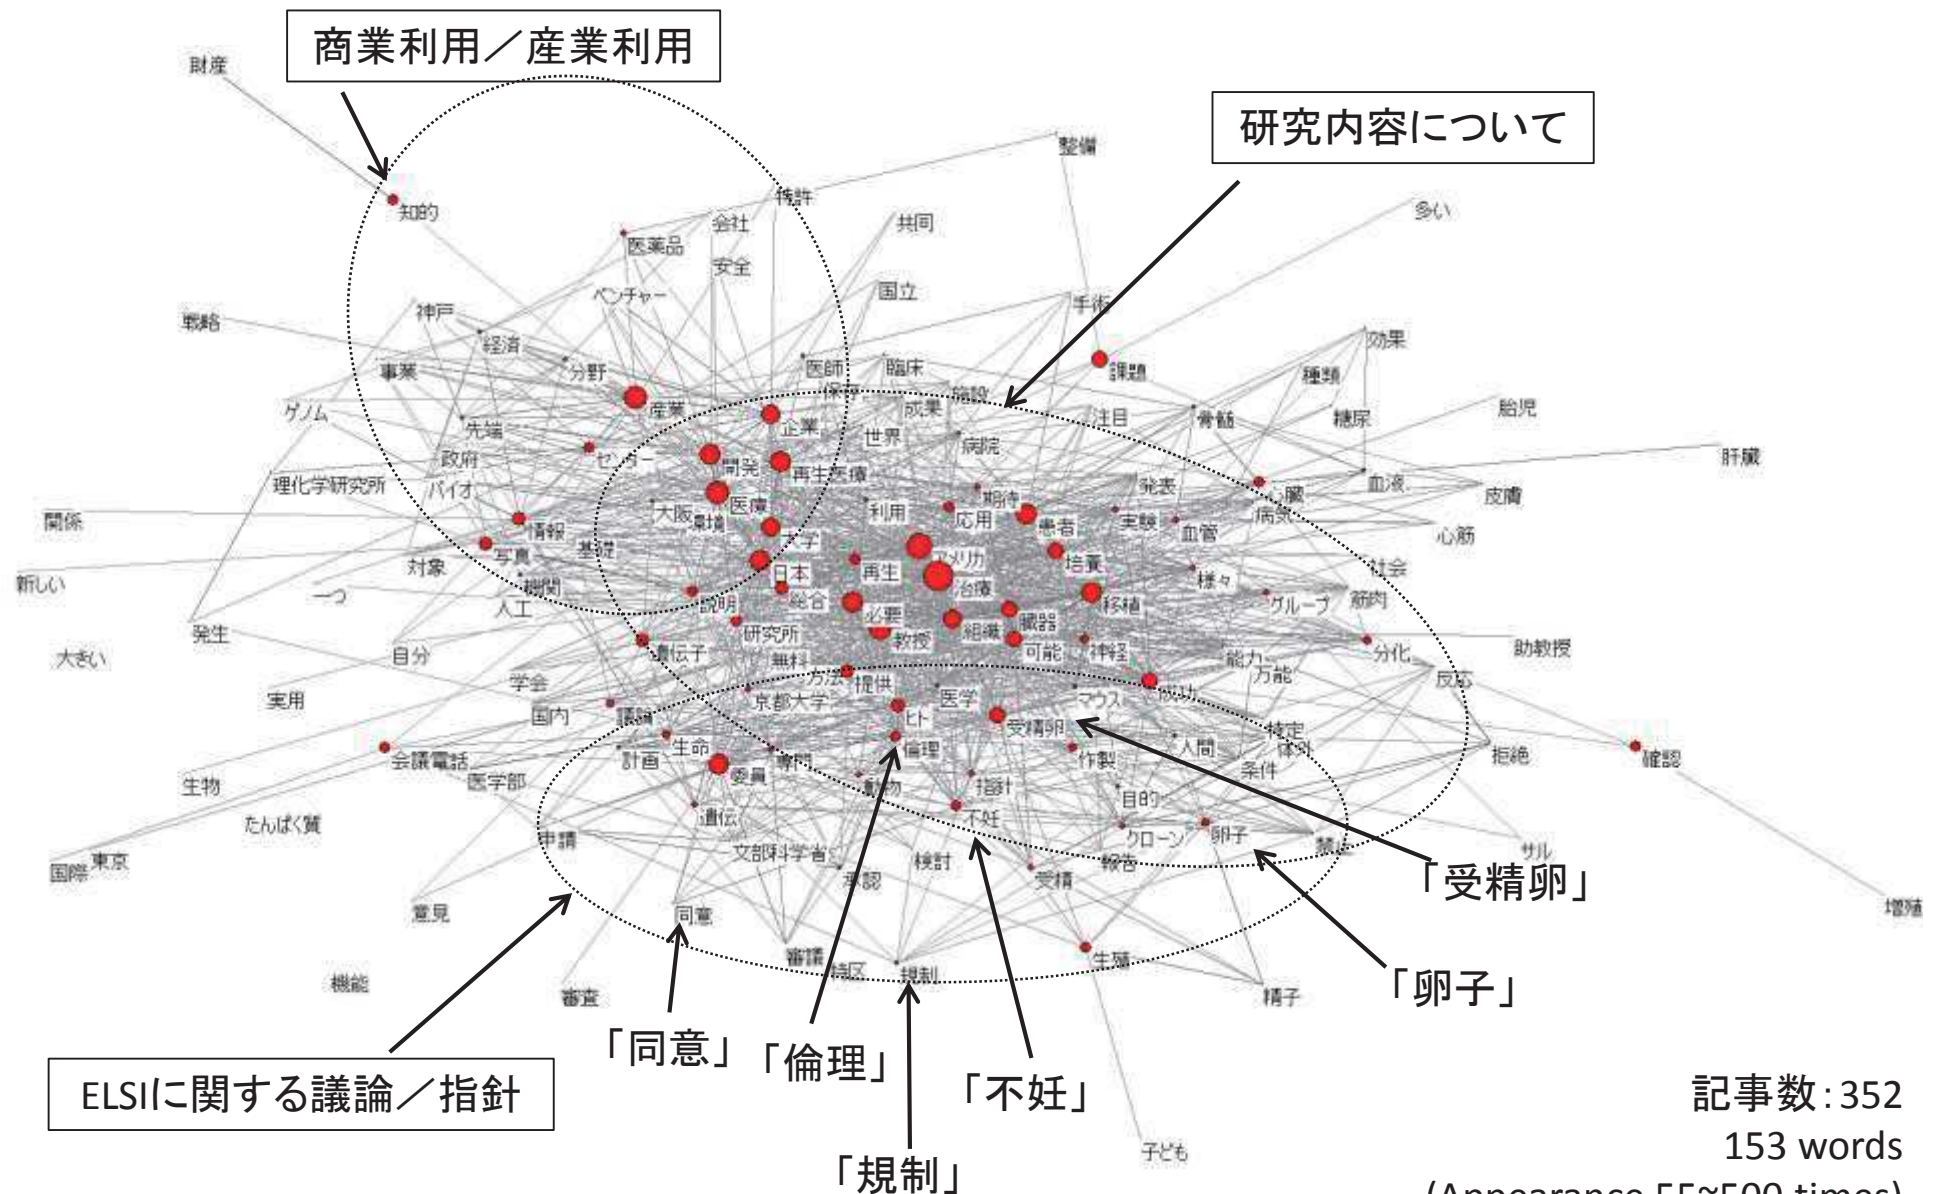 商業利用／産業利用
財産
研究内容について
整備
知的
特許
多い
会社
共同
医薬品
安全
国立
ベンチャー
手術
神戸
戦略
効果
経済
医師
臨床
課題
分野
事業
種類
保存
施設
成果
産業
ゲノム
注目
骨髄
糖尿
胎児
企業
先端
世界
病院
政府
センター
開発
再生医療
肝臓
理化学研究所
バイオ
発表
血液
皮膚
期待
心臓
医療
利用
大阪
環境
応用
病気
関係
情報
患者
実験
血管
心筋
大学
基礎
写真
アメリカ
対象
日本
再生
培養
社会
新しい
機関
治療
様々
一つ
人工
説明
総合
移植
グループ
筋肉
必要
発生
研究所
教授
組織
臓器
大きい
自分
遺伝子
無料
可能
神経
能力
分化
助教授
万能
学会
方法
提供
反応
実用
京都大学
医学
マウス
成功
国内
議論
ヒト
受精卵
特定
生命
倫理
人間
体外
会議電話
計画
専門
作製
条件
拒絶
確認
医学部
委員
生物
動物
指針
目的
たんぱく質
遺伝
不妊
申請
クローン
卵子
禁止
サル
文部科学省
国際
東京
検討
報告
承認
受精
「受精卵」
意見
同意
増殖
審議
生殖
特区
規制
機能
審査
精子
「卵子」
「同意」
「倫理」
「不妊」
ELSIに関する議論／指針
記事数：352
子ども
153 words
「規制」
(Appearance 55~500 times)